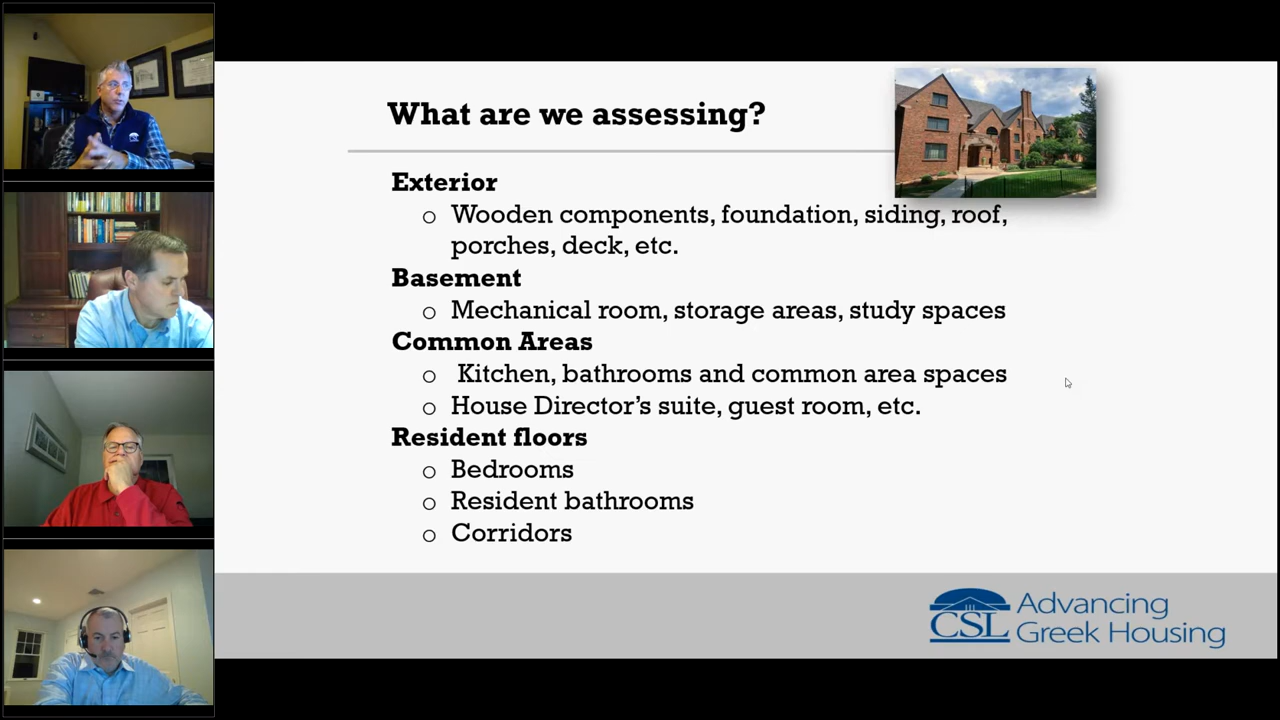 What are we assessing?
Exterior
o Wooden components, foundation, siding, roof,
porches, deck, etc.
Basement
o Mechanical room, storage areas, study spaces
Common Areas
o Kitchen, bathrooms and common area spaces
o House Director’s suite, guest room, etc.
Resident floors
o Bedrooms
o Resident bathrooms
o Corridors
CSL Advancing
Greek Housing